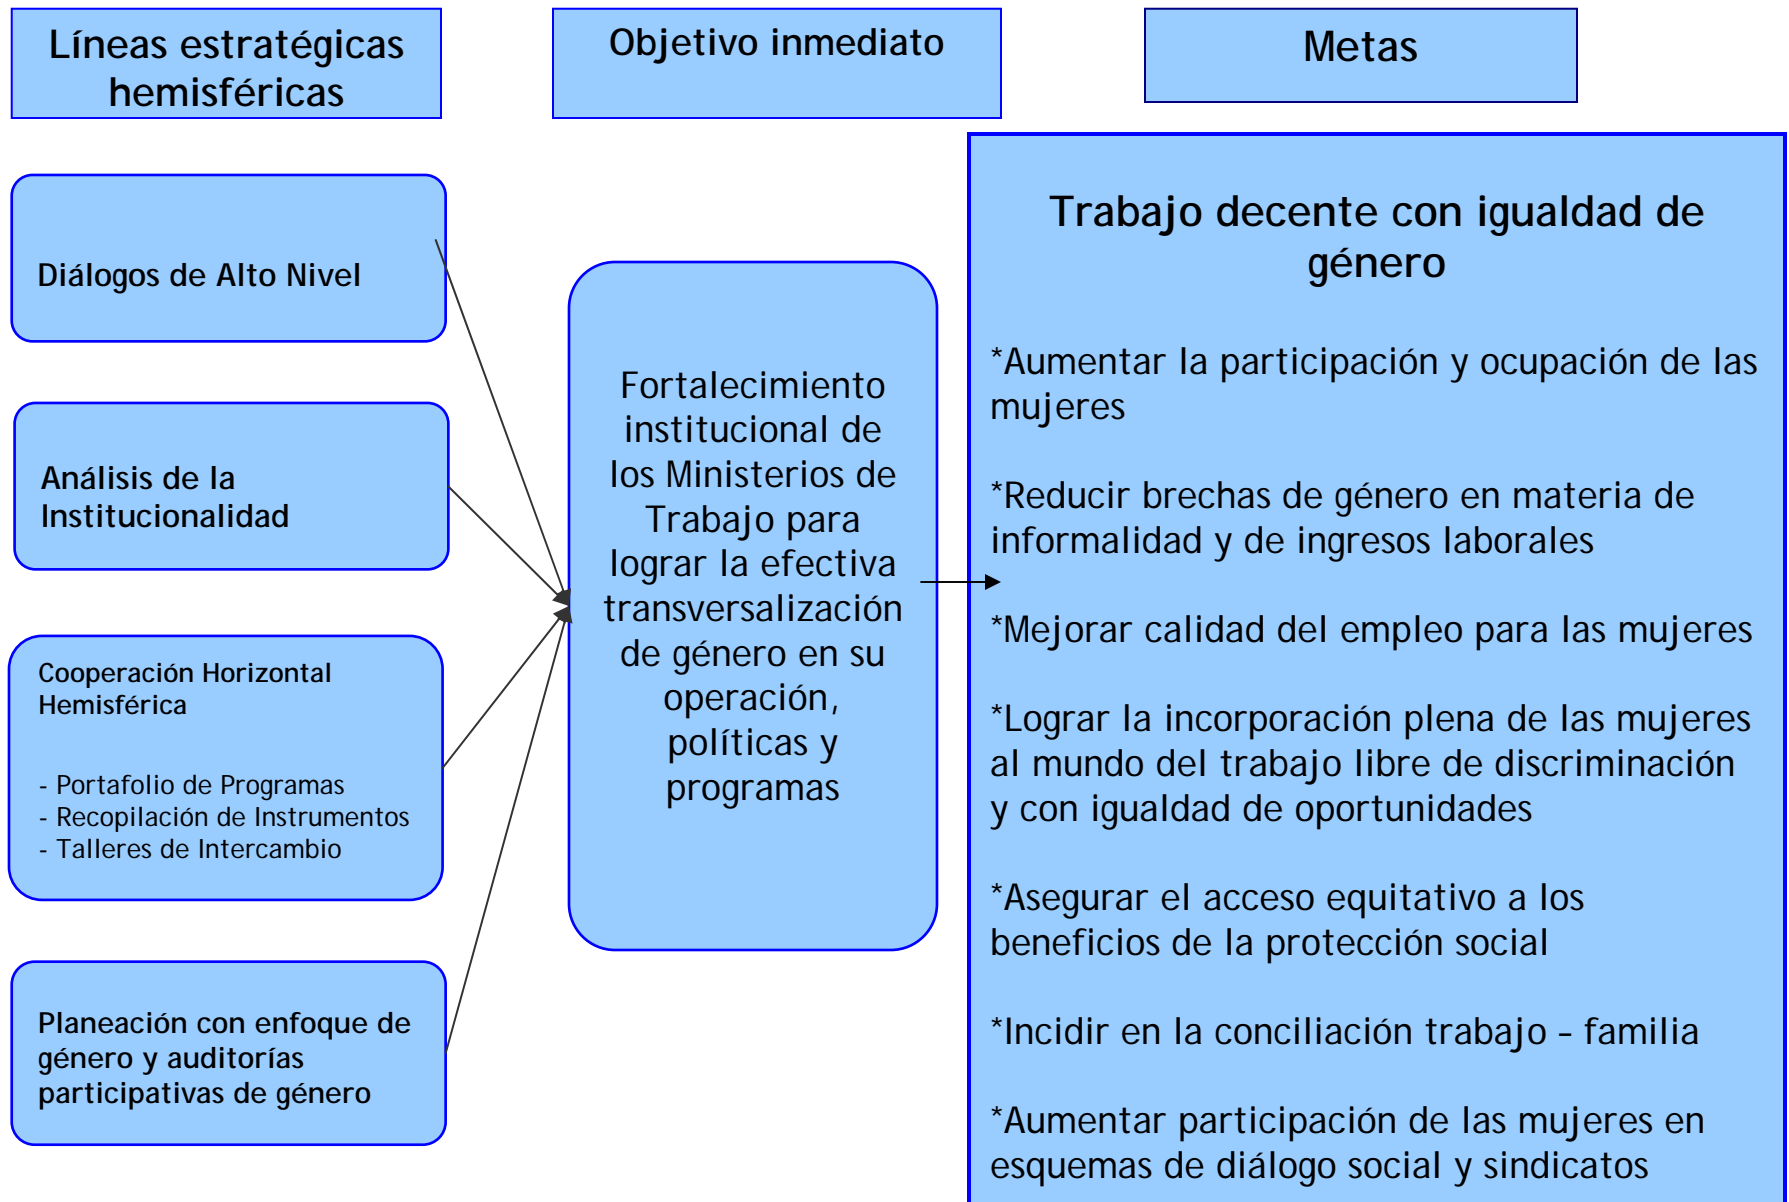 Líneas estratégicas
hemisféricas
Objetivo inmediato
Metas
Diálogos de Alto Nivel
Análisis de la
Institucionalidad
Cooperación Horizontal
Hemisférica
- Portafolio de Programas
- Recopilación de Instrumentos
- Talleres de Intercambio
Planeación con enfoque de
género y auditorías
participativas de género
Fortalecimiento
institucional de
los Ministerios de
Trabajo para
lograr la efectiva
transversalización
de género en su
operación,
políticas y
programas
Trabajo decente con igualdad de
género
*Aumentar la participación y ocupación de las
mujeres
*Reducir brechas de género en materia de
informalidad y de ingresos laborales
*Mejorar calidad del empleo para las mujeres
*Lograr la incorporación plena de las mujeres
al mundo del trabajo libre de discriminación
y con igualdad de oportunidades
*Asegurar el acceso equitativo a los
beneficios de la protección social
*Incidir en la conciliación trabajo – familia
*Aumentar participación de las mujeres en
esquemas de diálogo social y sindicatos